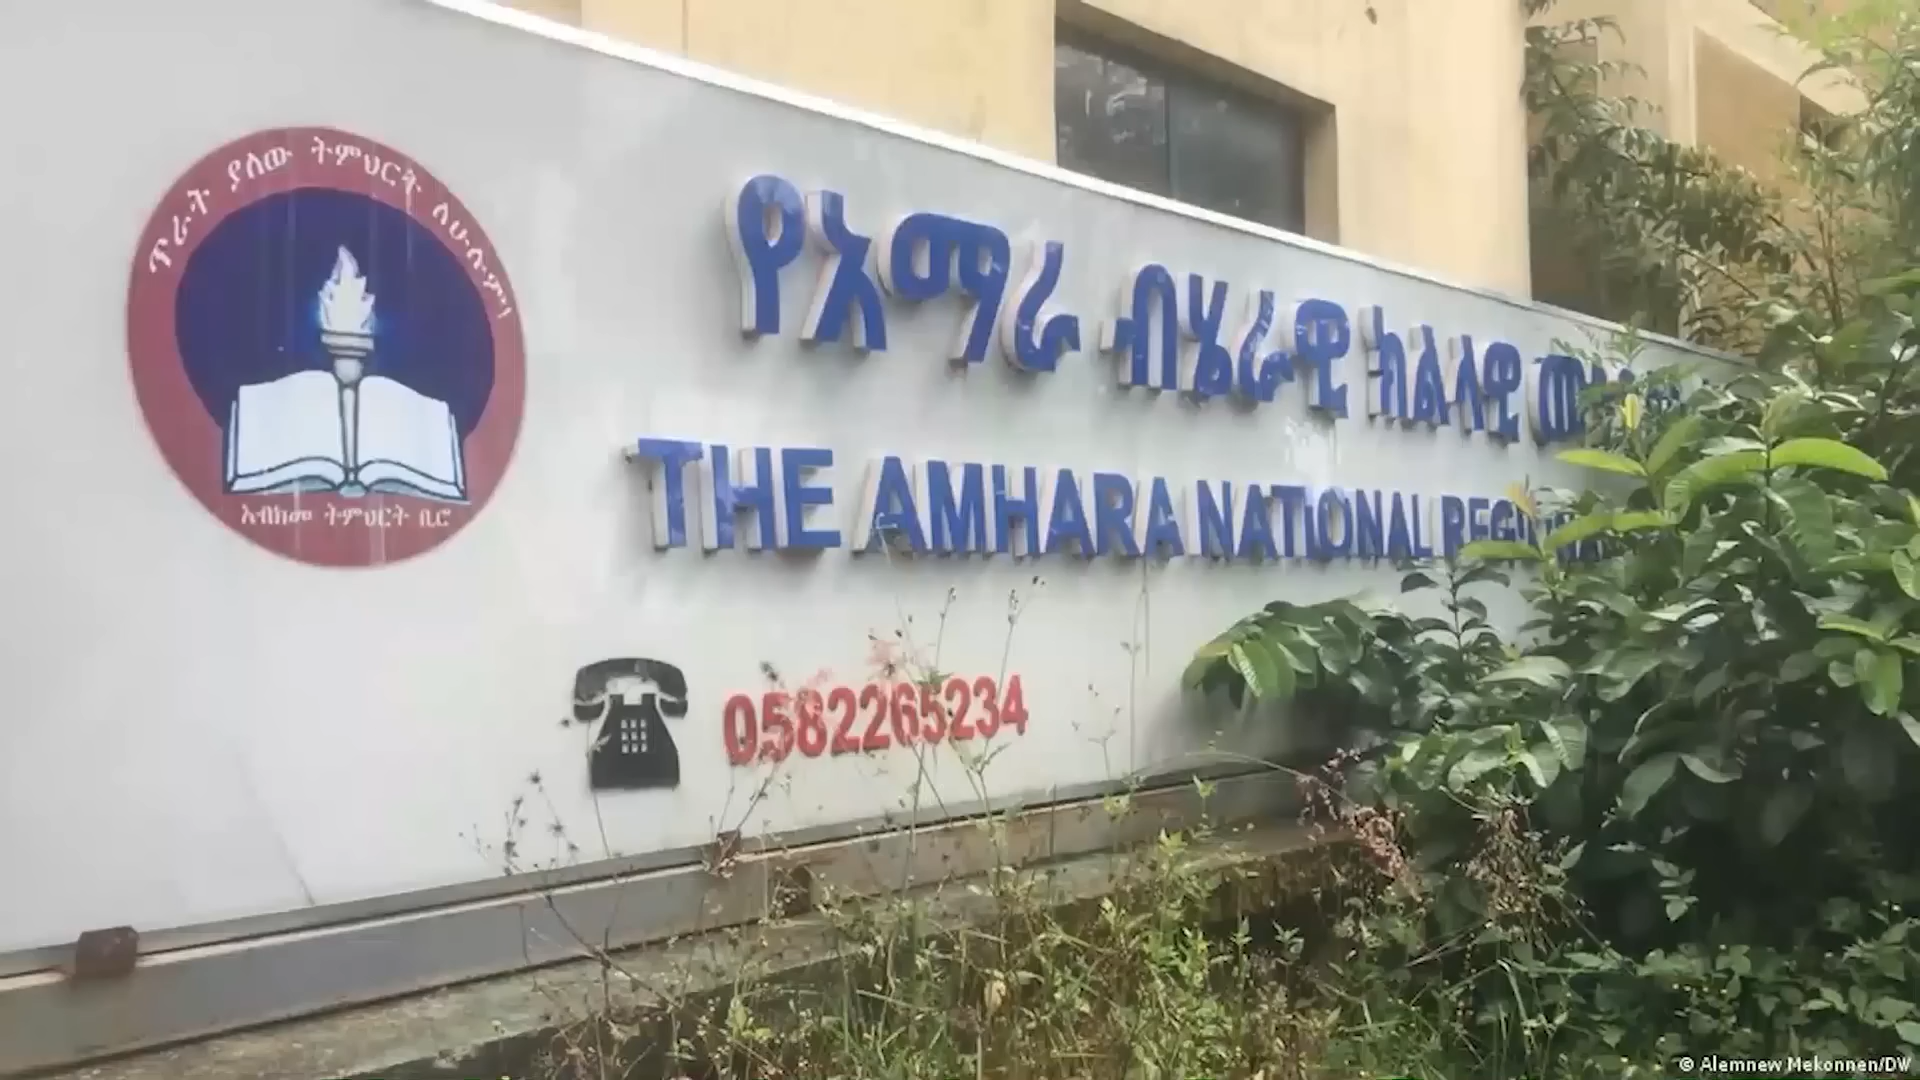 ጥራት ያለው ትምህርት ለሁሉም!
አብክመ ትምህርት ቢሮ
የአማራ ብሄራዊ ክልላዊ
THE AMHARA NATIONAL
0582265234
© Alemnew Mekonnen/DW